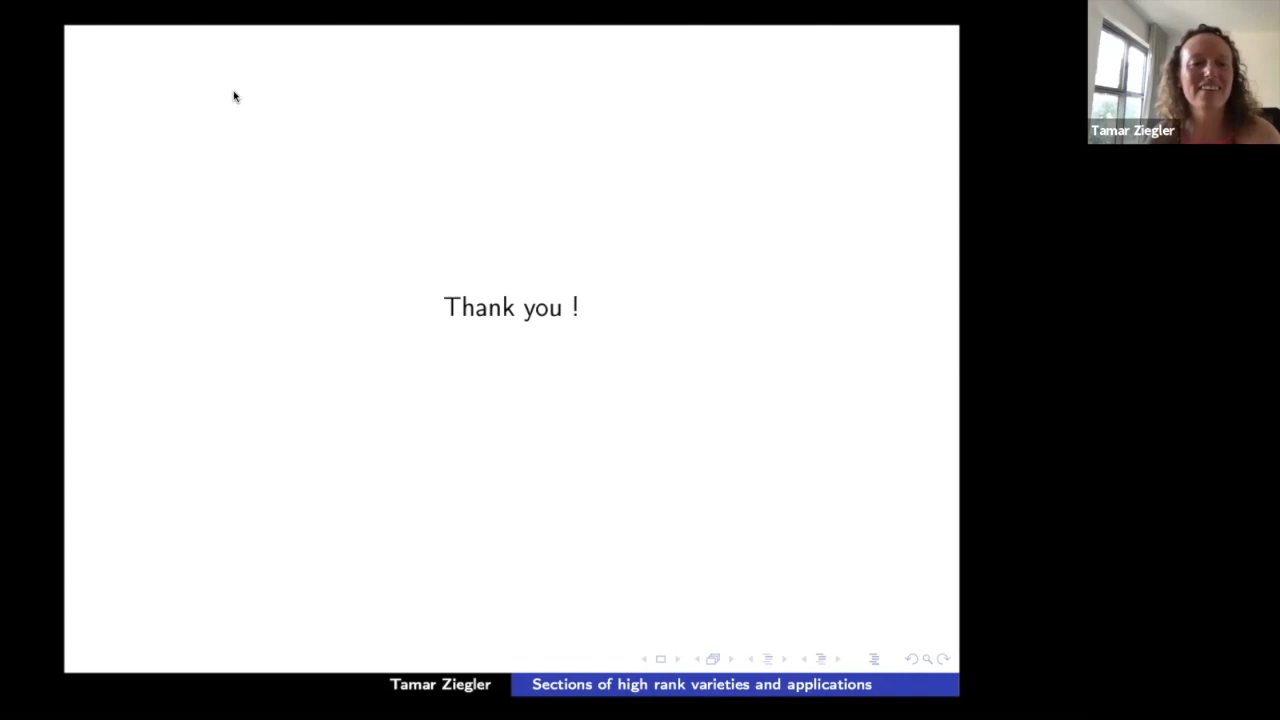 Tamar Ziegler
Thank you !
Tamar Ziegler
Sections of high rank varieties and applications